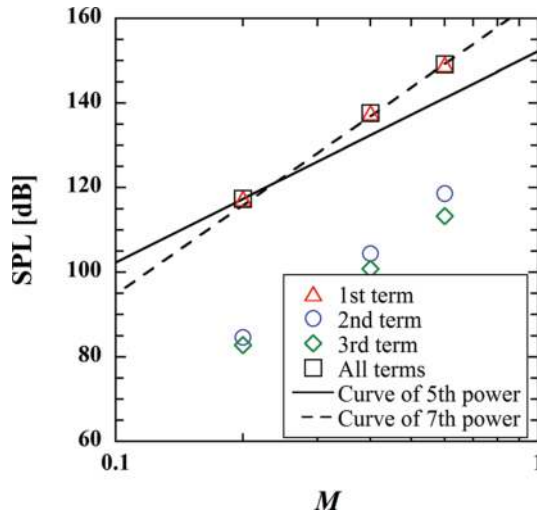 160
140
120
100
80
60
SPL [dB]
1st term
2nd term
3rd term
All terms
Curve of 5th power
Curve of 7th power
0.1
1
M